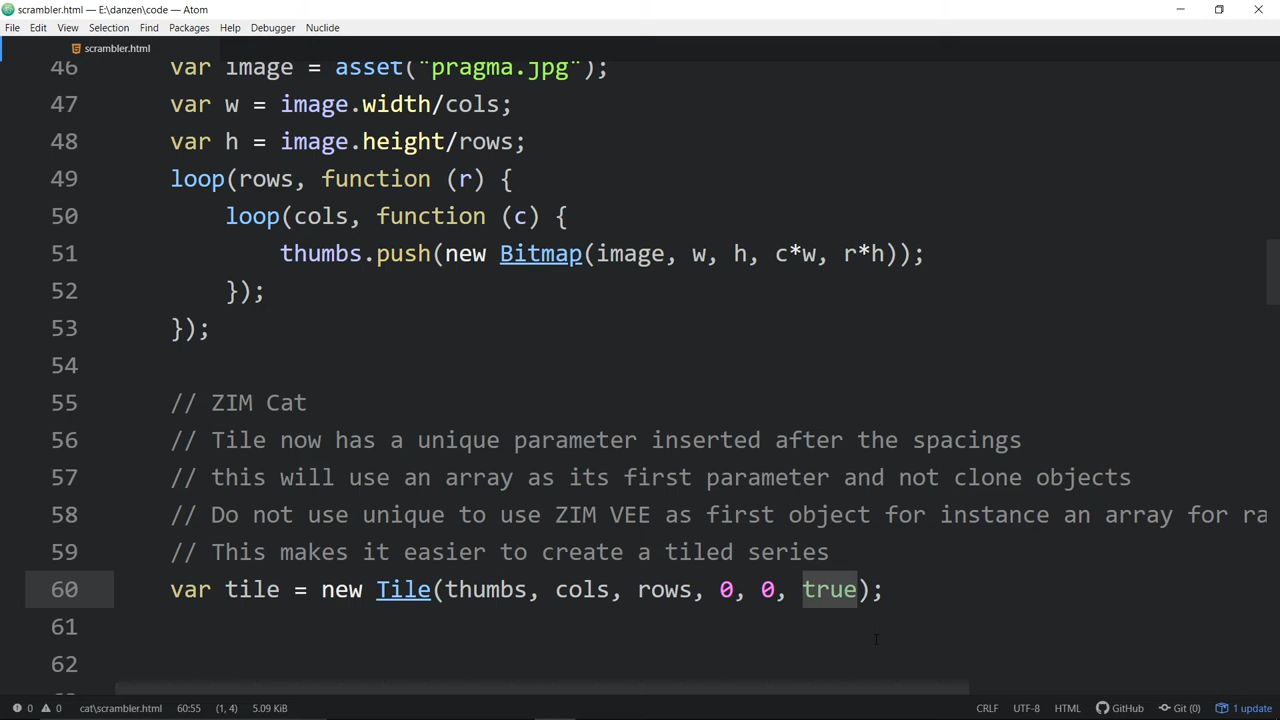 scrambler.html — E:\danzen\code — Atom
File Edit View Selection Find Packages Help Debugger Nuclide
scrambler.html
46 var image = asset("pragma.jpg");
47 var w = image.width/cols;
48 var h = image.height/rows;
49 loop(rows, function (r) {
50 loop(cols, function (c) {
51 thumbs.push(new Bitmap(image, w, h, c*w, r*h));
52 });
53 });
54
55 // ZIM Cat
56 // Tile now has a unique parameter inserted after the spacings
57 // this will use an array as its first parameter and not clone objects
58 // Do not use unique to use ZIM VEE as first object for instance an array for ra
59 // This makes it easier to create a tiled series
60 var tile = new Tile(thumbs, cols, rows, 0, 0, true);
61
62
0 0 cat\scrambler.html 60:55 (1, 4) 5.09 KiB CRLF UTF-8 HTML GitHub Git (0) 1 update